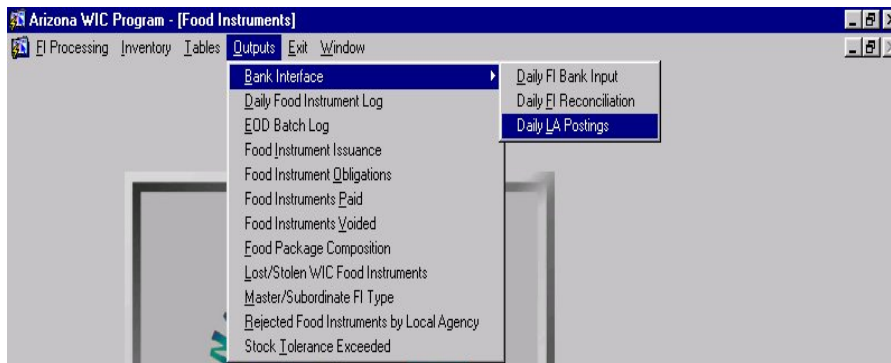 Arizona WIC Program - [Food Instruments]
FI Processing Inventory Tables Outputs Exit Window
Bank Interface
Daily Food Instrument Log
EOD Batch Log
Food Instrument Issuance
Food Instrument Obligations
Food Instruments Paid
Food Instruments Voided
Food Package Composition
Lost/Stolen WIC Food Instruments
Master/Subordinate FI Type
Rejected Food Instruments by Local Agency
Stock Tolerance Exceeded
Daily FI Bank Input
Daily FI Reconciliation
Daily LA Postings